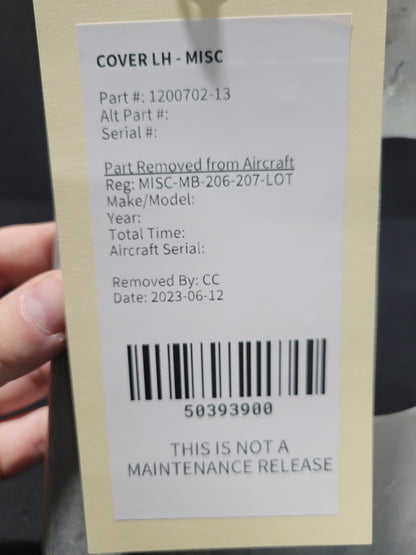 COVER LH - MISC
Part #: 1200702-13
Alt Part #:
Serial #:
Part Removed from Aircraft
Reg: MISC-MB-206-207-LOT
Make/Model:
Year:
Total Time:
Aircraft Serial:
Removed By: CC
Date: 2023-06-12
50393900
THIS IS NOT A
MAINTENANCE RELEASE